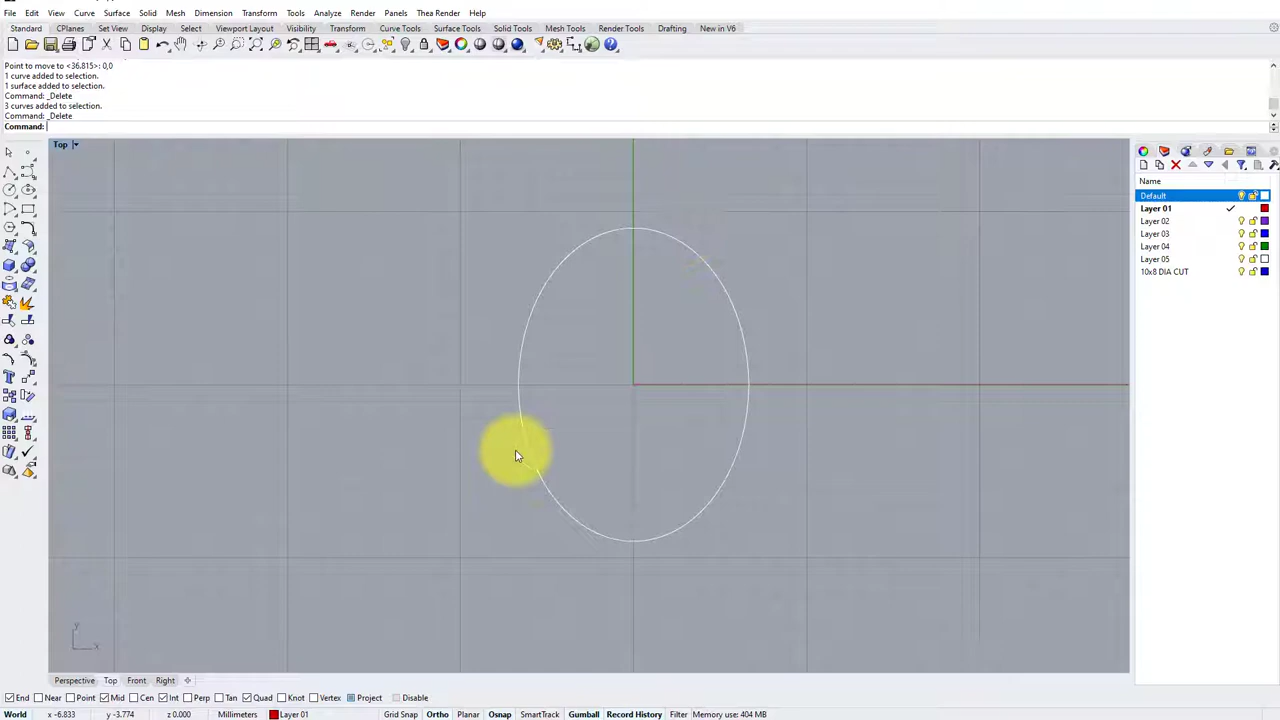 File Edit View Curve Surface Solid Mesh Dimension Transform Tools Analyze Render Panels Thea Render Help
Standard CPlanes Set View Display Select Viewport Layout Visibility Transform Curve Tools Surface Tools Solid Tools Mesh Tools Render Tools Drafting New in V6
Point to move to <36.815>: 0,0
1 curve added to selection.
1 surface added to selection.
Command: _Delete
3 curves added to selection.
Command: _Delete
Command:
Top
Name
Default
Layer 01
Layer 02
Layer 03
Layer 04
Layer 05
10x8 DIA CUT
y
x
Perspective Top Front Right
End Near Point Mid Cen Int Perp Tan Quad Knot Vertex Project Disable
World x -6.833 y -3.774 z 0.000 Millimeters Layer 01 Grid Snap Ortho Planar Osnap SmartTrack Gumball Record History Filter Memory use: 404 MB